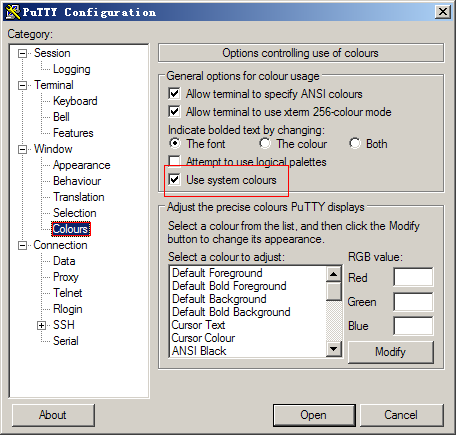 PuTTY Configuration
Category:
Session
Logging
Terminal
Keyboard
Bell
Features
Window
Appearance
Behaviour
Translation
Selection
Colours
Connection
Data
Proxy
Telnet
Rlogin
SSH
Serial
Options controlling use of colours
General options for colour usage
Allow terminal to specify ANSI colours
Allow terminal to use xterm 256-colour mode
Indicate bolded text by changing:
The font The colour Both
Attempt to use logical palettes
Use system colours
Adjust the precise colours PuTTY displays
Select a colour from the list, and then click the Modify
button to change its appearance.
Select a colour to adjust:
Default Foreground
Default Bold Foreground
Default Background
Default Bold Background
Cursor Text
Cursor Colour
ANSI Black
RGB value:
Red
Green
Blue
Modify
About
Open
Cancel